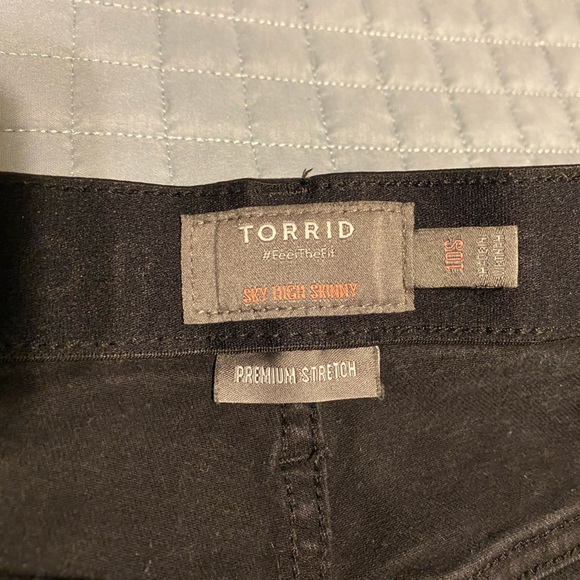 TORRID
#FeelTheFit
SKY HIGH SKINNY
10S
PREMIUM STRETCH